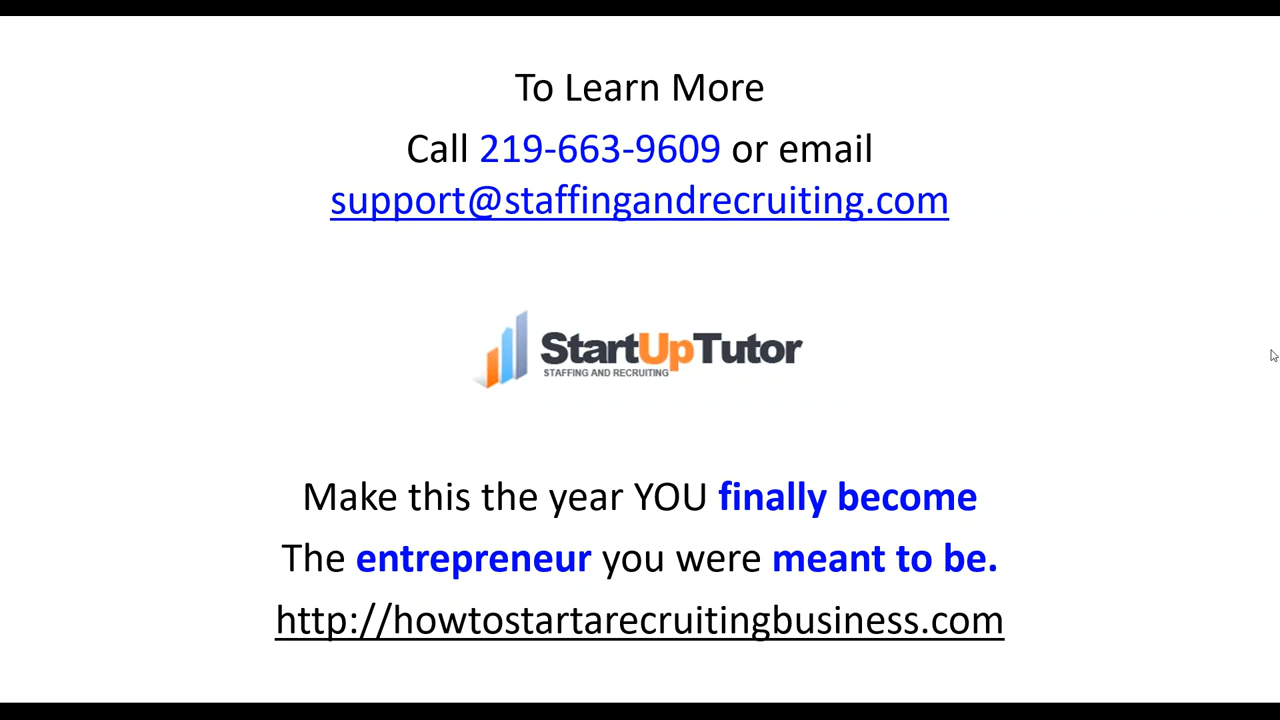 To Learn More
Call 219-663-9609 or email
support@staffingandrecruiting.com
StartUpTutor
STAFFING AND RECRUITING
Make this the year YOU finally become
The entrepreneur you were meant to be.
http://howtostartarecruitingbusiness.com